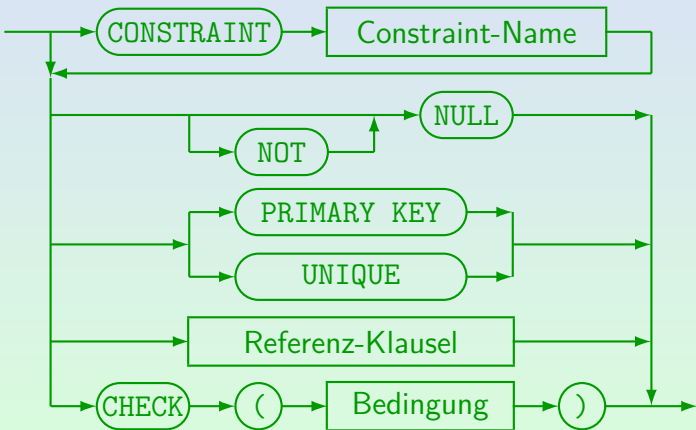 CONSTRAINT Constraint-Name
NULL
NOT
PRIMARY KEY
UNIQUE
Referenz-Klausel
CHECK ( Bedingung )